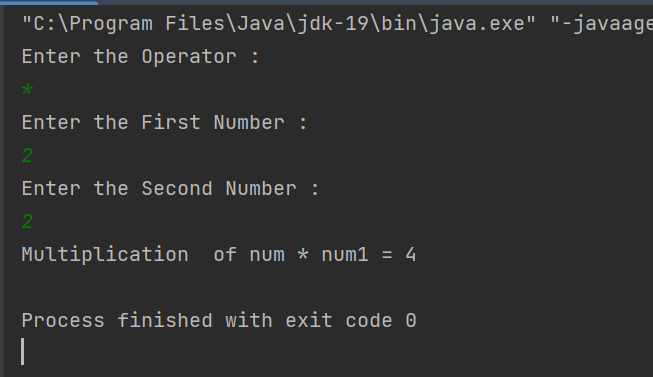 "C:\Program Files\Java\jdk-19\bin\java.exe" "-javaage
Enter the Operator :
*
Enter the First Number :
2
Enter the Second Number :
2
Multiplication  of num * num1 = 4
Process finished with exit code 0